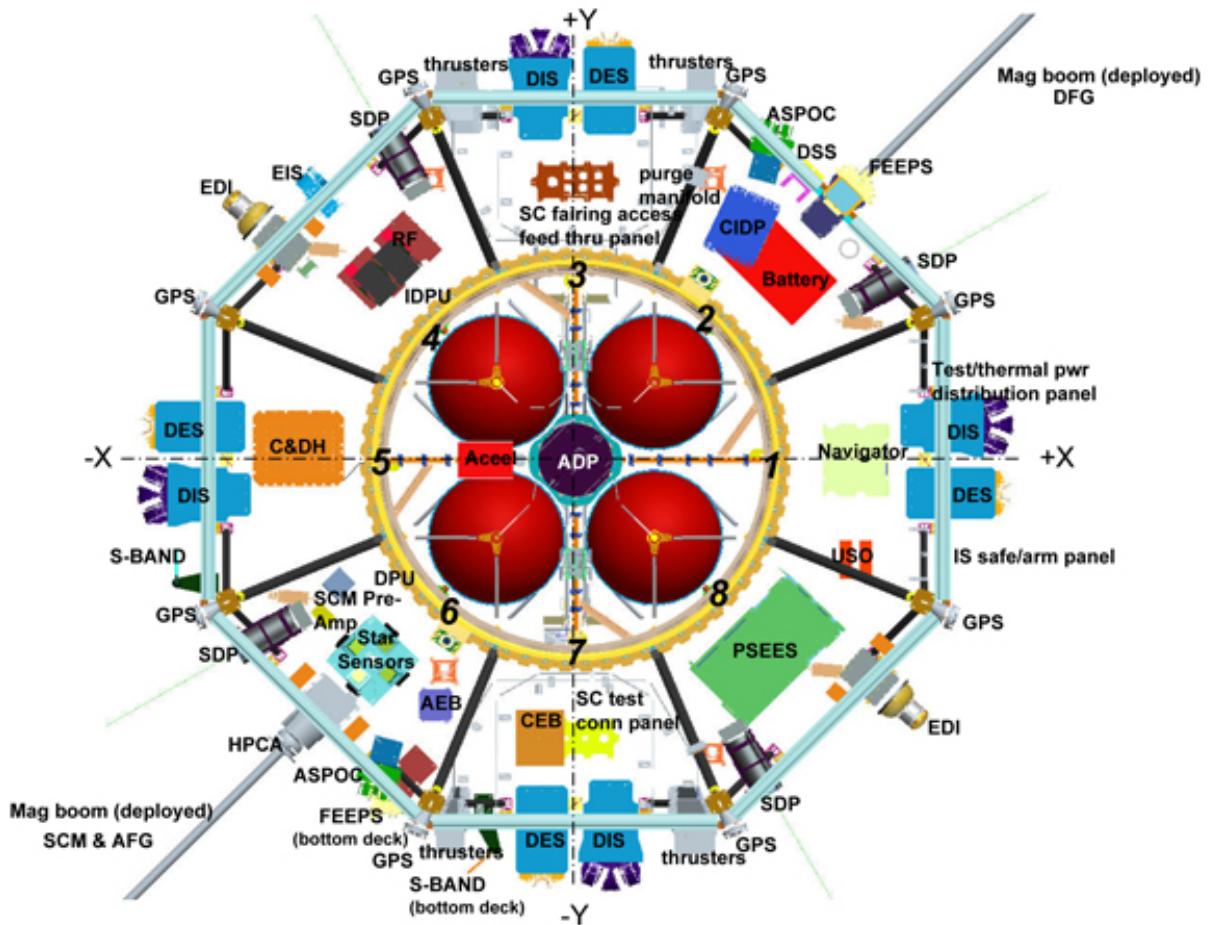 +Y
thrusters
DIS
DES
thrusters
GPS
GPS
Mag boom (deployed)
DFG
SDP
ASPOC
DSS
FEEPS
EIS
EDI
purge
manifold
SC fairing access
feed thru panel
CIDP
RF
Battery
SDP
IDPU
GPS
GPS
3
2
4
Test/thermal pwr
distribution panel
DES
DIS
C&DH
Navigator
-X
5
Accel
ADP
1
+X
DIS
DES
S-BAND
USO
IS safe/arm panel
DPU
SCM Pre-
Amp
6
8
GPS
GPS
SDP
Star
Sensors
7
PSEES
AEB
CEB
SC test
conn panel
EDI
HPCA
ASPOC
SDP
Mag boom (deployed)
SCM & AFG
FEEPS
(bottom deck)
GPS
thrusters
DES
DIS
thrusters
GPS
S-BAND
(bottom deck)
-Y